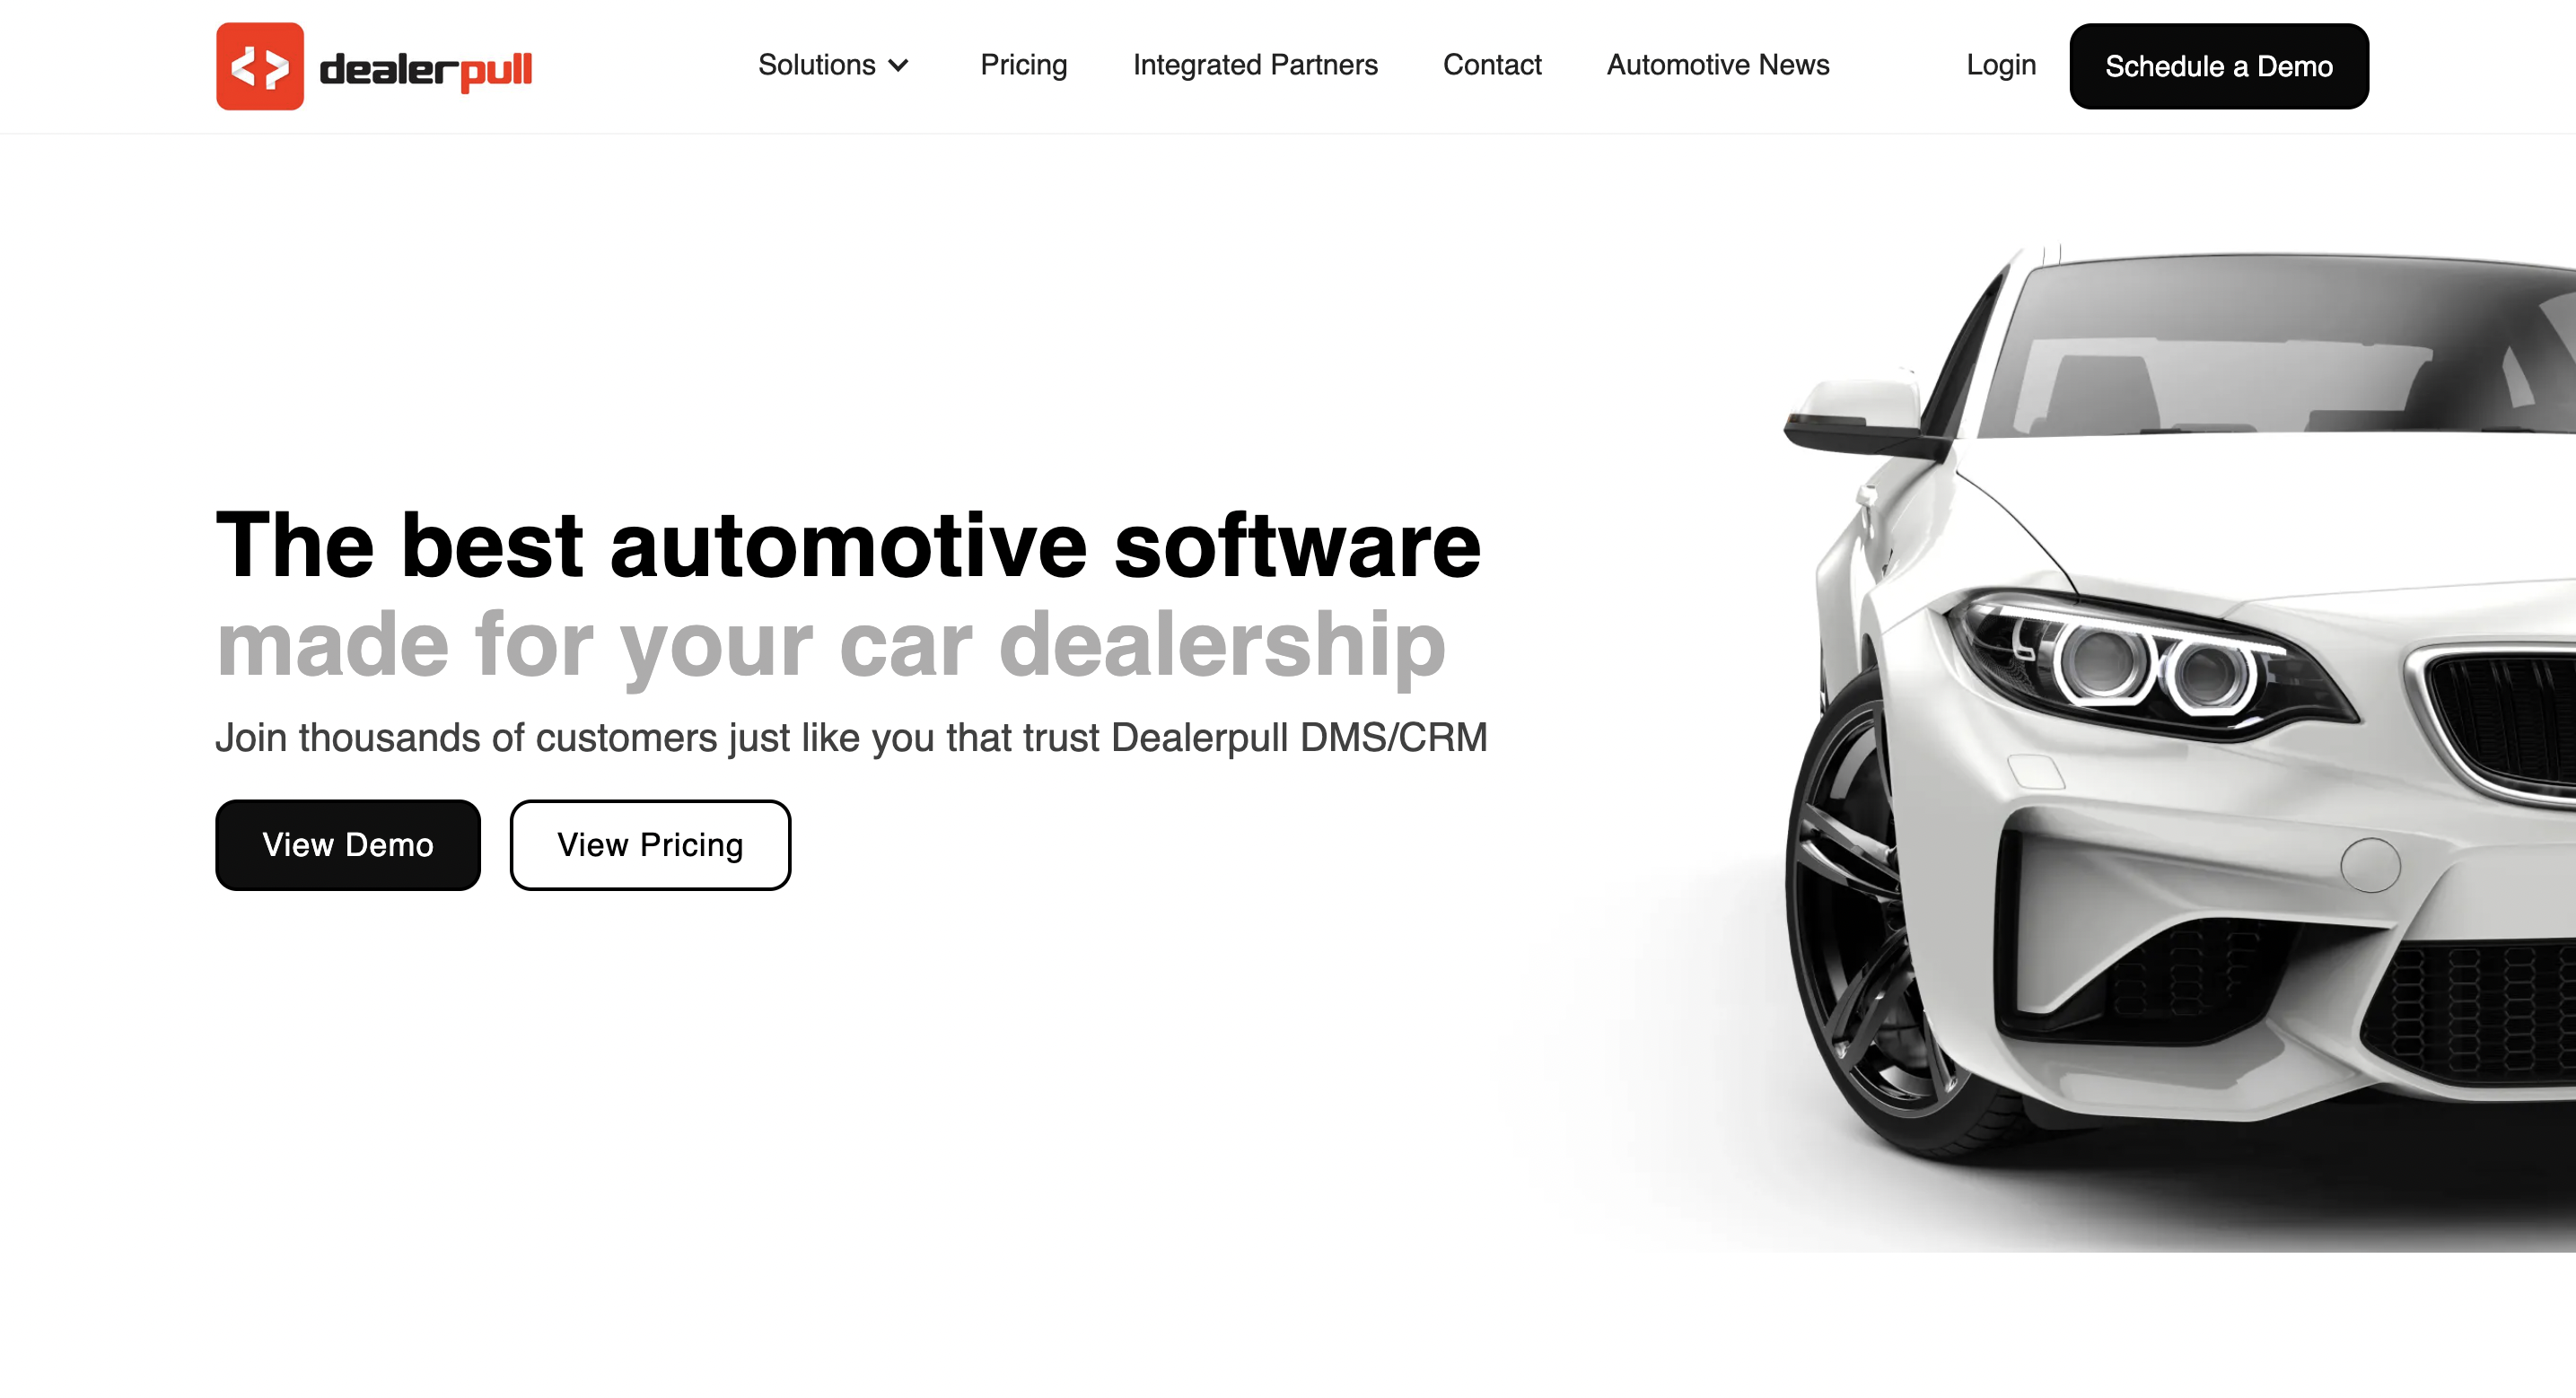 dealerpull
Solutions
Pricing
Integrated Partners
Contact
Automotive News
Login
Schedule a Demo
The best automotive software
made for your car dealership
Join thousands of customers just like you that trust Dealerpull DMS/CRM
View Demo
View Pricing